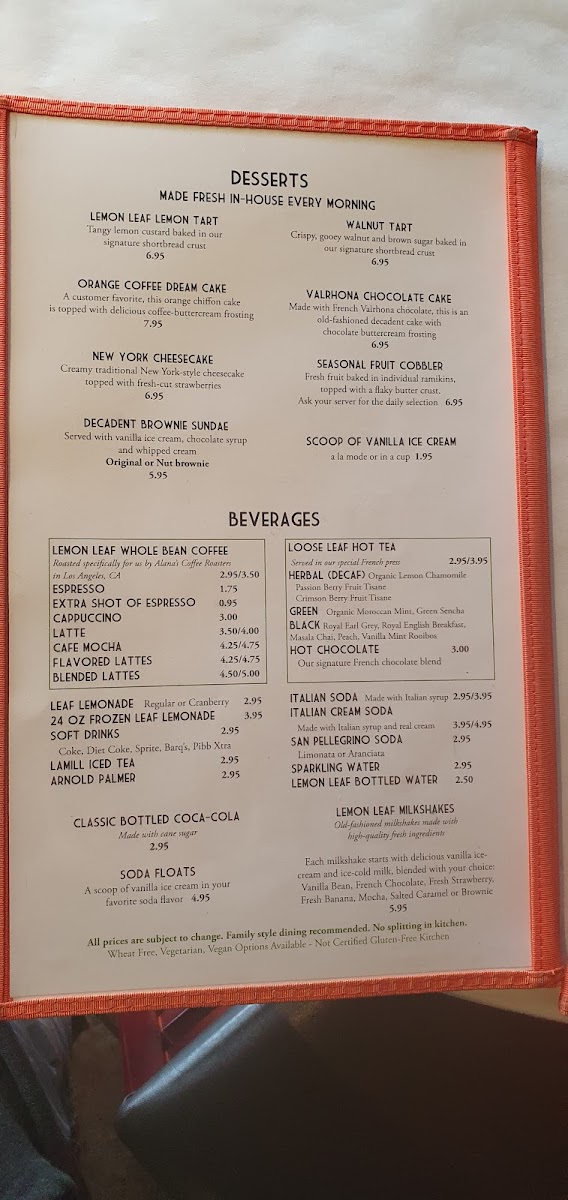 DESSERTS
MADE FRESH IN-HOUSE EVERY MORNING
LEMON LEAF LEMON TART
Tangy lemon custard baked in our
signature shortbread crust
6.95
ORANGE COFFEE DREAM CAKE
A customer favorite, this orange chiffon cake
is topped with delicious coffee-buttercream frosting
7.95
NEW YORK CHEESECAKE
Creamy traditional New York-style cheesecake
topped with fresh-cut strawberries
6.95
DECADENT BROWNIE SUNDAE
Served with vanilla ice cream, chocolate syrup
and whipped cream
Original or Nut brownie
5.95
WALNUT TART
Crispy, gooey walnut and brown sugar baked in
our signature shortbread crust
6.95
VALRHONA CHOCOLATE CAKE
Made with French Valrhona chocolate, this is an
old-fashioned decadent cake with
chocolate buttercream frosting
6.95
SEASONAL FRUIT COBBLER
Fresh fruit baked in individual ramikins,
topped with a flaky butter crust.
Ask your server for the daily selection 6.95
SCOOP OF VANILLA ICE CREAM
a la mode or in a cup 1.95
BEVERAGES
LEMON LEAF WHOLE BEAN COFFEE
Roasted specifically for us by Alana's Coffee Roasters
in Los Angeles, CA 2.95/3.50
ESPRESSO 1.75
EXTRA SHOT OF ESPRESSO 0.95
CAPPUCCINO 3.00
LATTE 3.50/4.00
CAFE MOCHA 4.25/4.75
FLAVORED LATTES 4.25/4.75
BLENDED LATTES 4.50/5.00
LOOSE LEAF HOT TEA
Served in our special French press 2.95/3.95
HERBAL (DECAF) Organic Lemon Chamomile
Passion Berry Fruit Tisane
Crimson Berry Fruit Tisane
GREEN Organic Moroccan Mint, Green Sencha
BLACK Royal Earl Grey, Royal English Breakfast,
Masala Chai, Peach, Vanilla Mint Rooibos
HOT CHOCOLATE 3.00
Our signature French chocolate blend
LEAF LEMONADE Regular or Cranberry 2.95
24 OZ FROZEN LEAF LEMONADE 3.95
SOFT DRINKS 2.95
Coke, Diet Coke, Sprite, Barq's, Pibb Xtra
LAMILL ICED TEA 2.95
ARNOLD PALMER 2.95
CLASSIC BOTTLED COCA-COLA
Made with cane sugar
2.95
SODA FLOATS
A scoop of vanilla ice cream in your
favorite soda flavor 4.95
ITALIAN SODA Made with Italian syrup 2.95/3.95
ITALIAN CREAM SODA
Made with Italian syrup and real cream 3.95/4.95
SAN PELLEGRINO SODA 2.95
Limonata or Aranciata
SPARKLING WATER 2.95
LEMON LEAF BOTTLED WATER 2.50
LEMON LEAF MILKSHAKES
Old-fashioned milkshakes made with
high-quality fresh ingredients
Each milkshake starts with delicious vanilla ice-
cream and ice-cold milk, blended with your choice:
Vanilla Bean, French Chocolate, Fresh Strawberry,
Fresh Banana, Mocha, Salted Caramel or Brownie
5.95
All prices are subject to change. Family style dining recommended. No splitting in kitchen.
Wheat Free, Vegetarian, Vegan Options Available - Not Certified Gluten-Free Kitchen